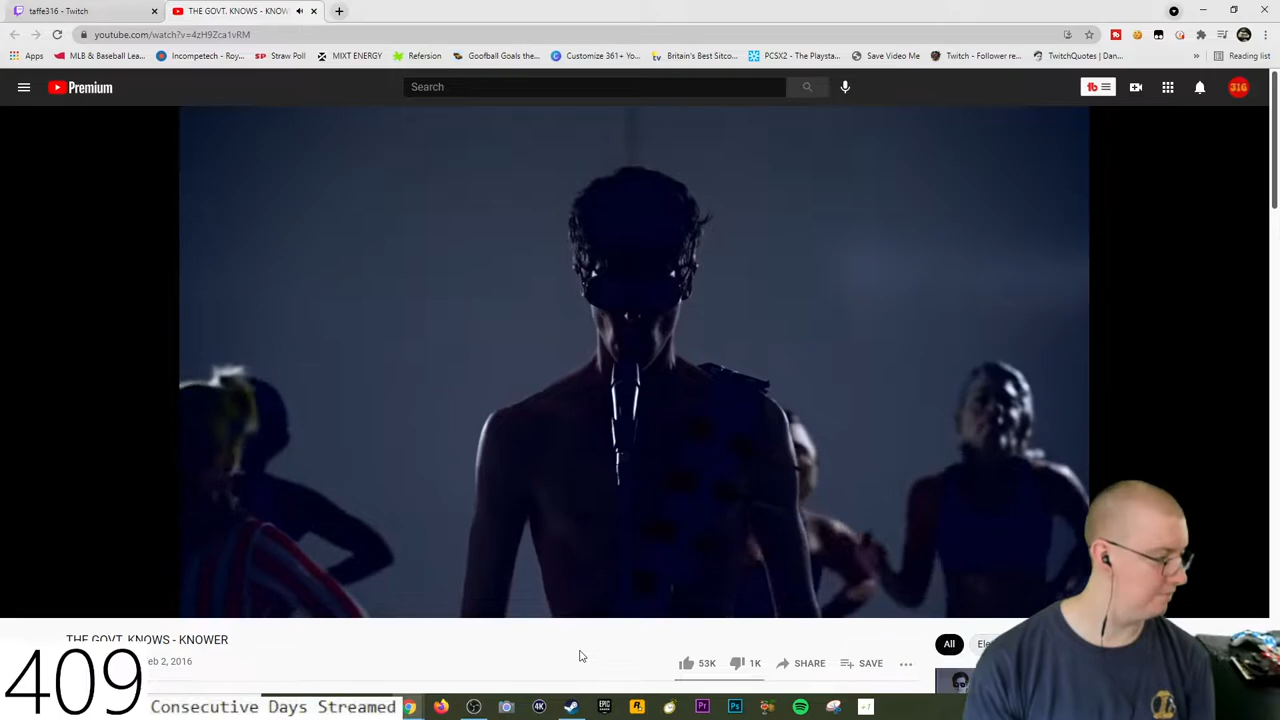 taffe316 - Twitch
THE GOVT. KNOWS - KNOW
youtube.com/watch?v=4zH9Zca1vRM
Apps
MLB & Baseball Lea...
Incompetech - Roy...
Straw Poll
MIXT ENERGY
Refersion
Goofball Goals the...
Customize 361+ Yo...
Britain's Best Sitco...
PCSX2 - The Playsta...
Save Video Me
Twitch - Follower re...
TwitchQuotes | Dan...
»
Reading list
Premium
Search
316
THE GOVT. KNOWS - KNOWER
eb 2, 2016
53K
1K
SHARE
SAVE
All
Ele
409
Consecutive Days Streamed